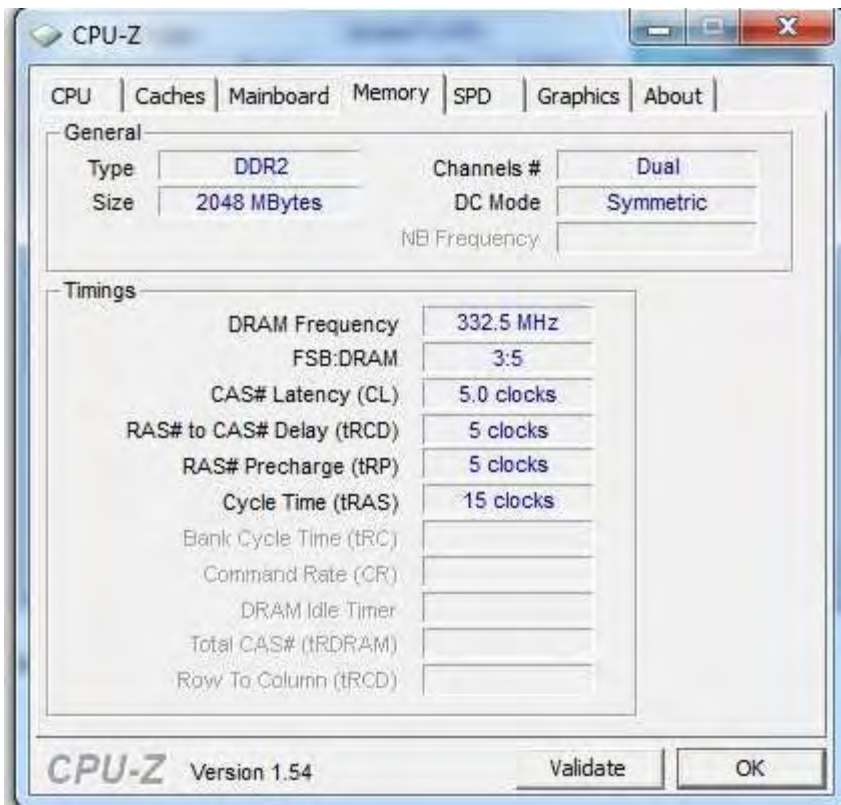 CPU-Z
CPU Caches Mainboard Memory SPD Graphics About
General
Type DDR2 Channels # Dual
Size 2048 MBytes DC Mode Symmetric
NB Frequency
Timings
DRAM Frequency 332.5 MHz
FSB:DRAM 3:5
CAS# Latency (CL) 5.0 clocks
RAS# to CAS# Delay (tRCD) 5 clocks
RAS# Precharge (tRP) 5 clocks
Cycle Time (tRAS) 15 clocks
Bank Cycle Time (tRC)
Command Rate (CR)
DRAM Idle Timer
Total CAS# (tRDRAM)
Row To Column (tRCD)
CPU-Z Version 1.54 Validate OK